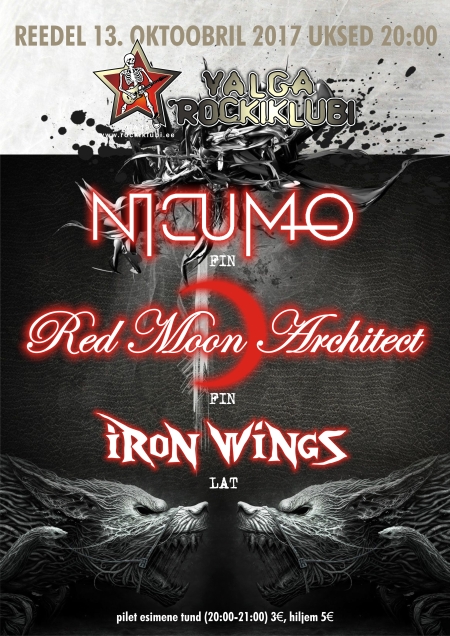 REEDEL 13. OKTOOBRIL 2017 UKSED 20:00
VALGA
ROCKIKLUBI
www.rockiklubi.ee
NICUMO
FIN
Red Moon Architect
FIN
IRON WINGS
LAT
pilet esimene tund (20:00-21:00) 3€, hiljem 5€